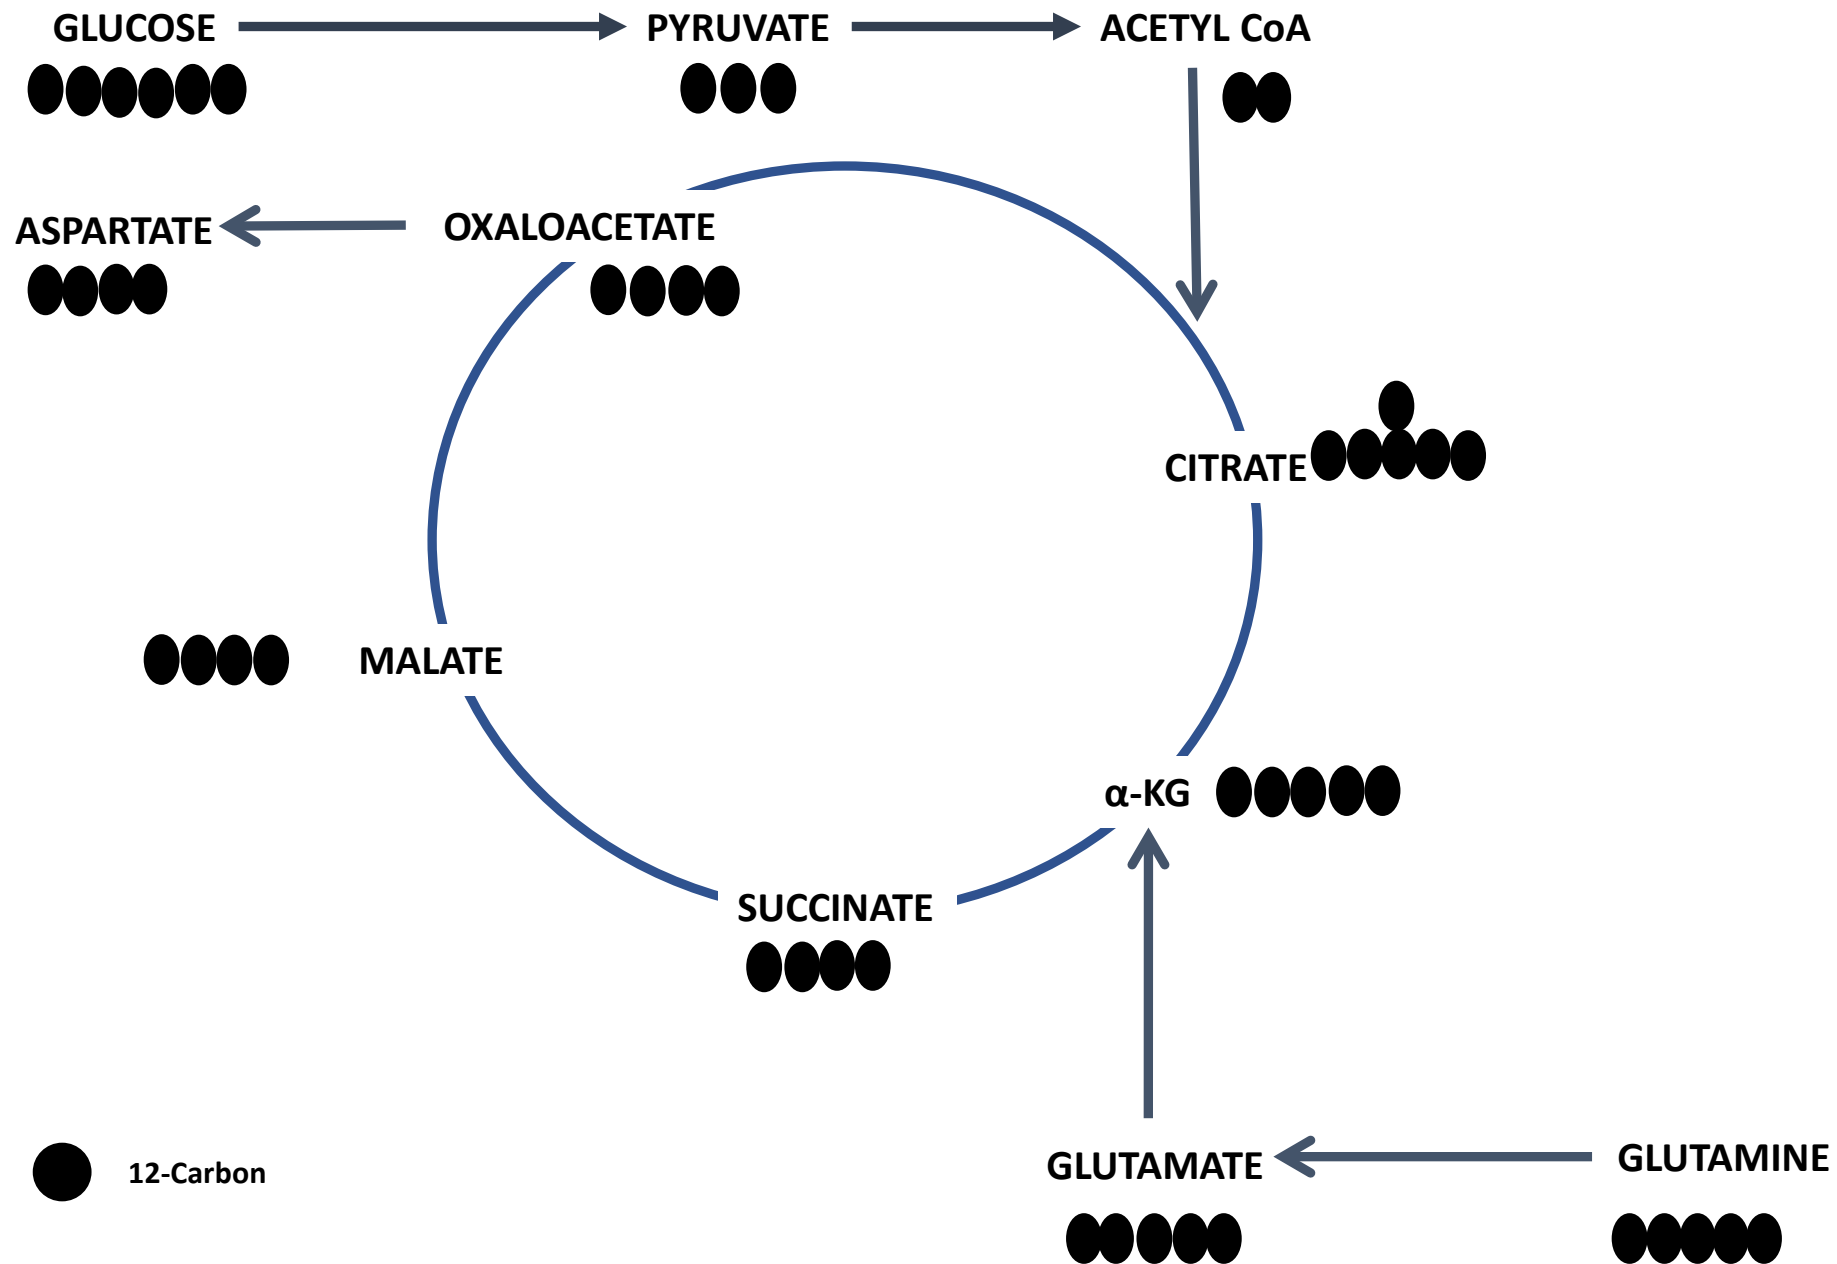 GLUCOSE
PYRUVATE
ACETYL CoA
ASPARTATE
OXALOACETATE
CITRATE
MALATE
α-KG
SUCCINATE
GLUTAMATE
GLUTAMINE
12-Carbon